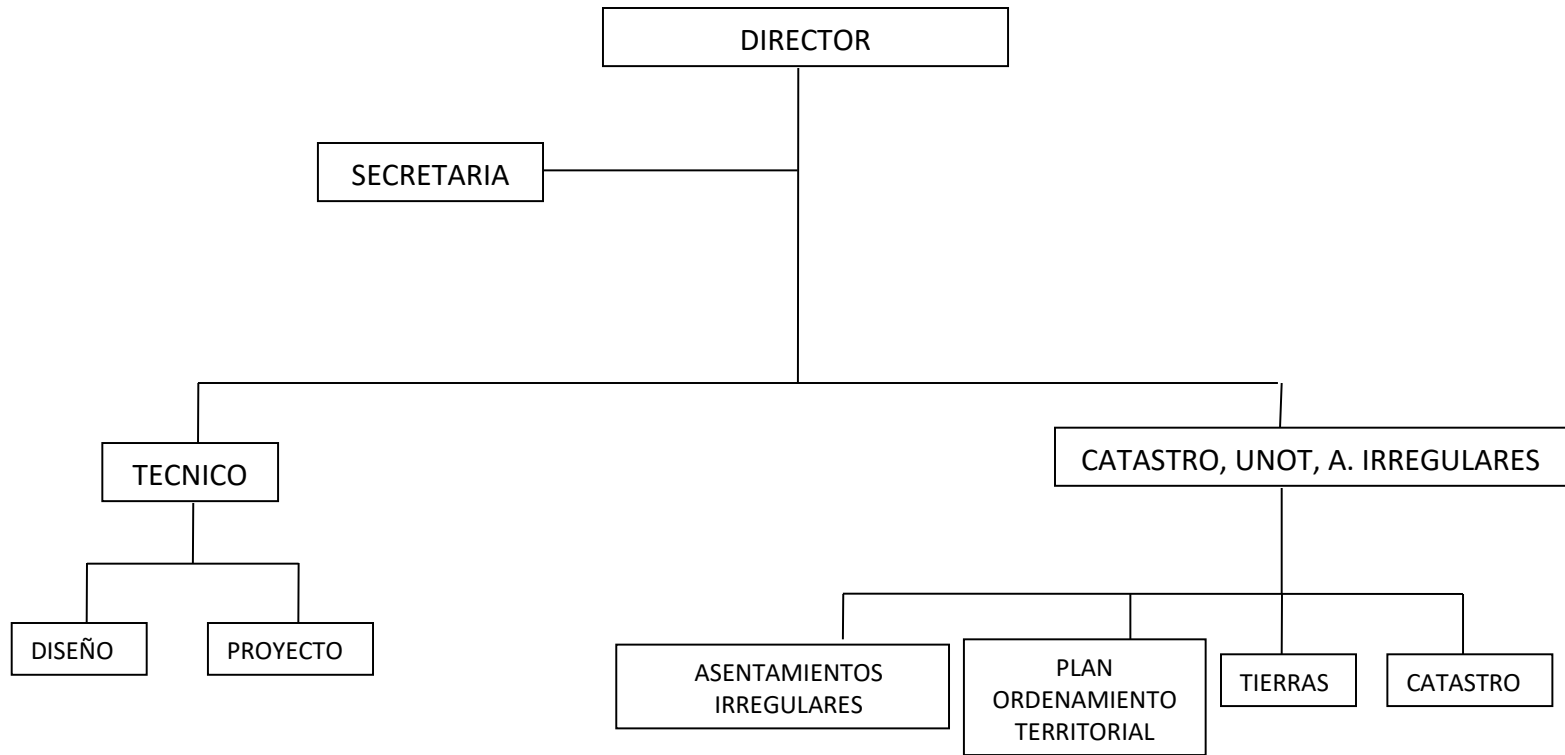 DIRECTOR
SECRETARIA
TECNICO
CATASTRO, UNOT, A. IRREGULARES
DISEÑO
PROYECTO
ASENTAMIENTOS
IRREGULARES
PLAN
ORDENAMIENTO
TERRITORIAL
TIERRAS
CATASTRO